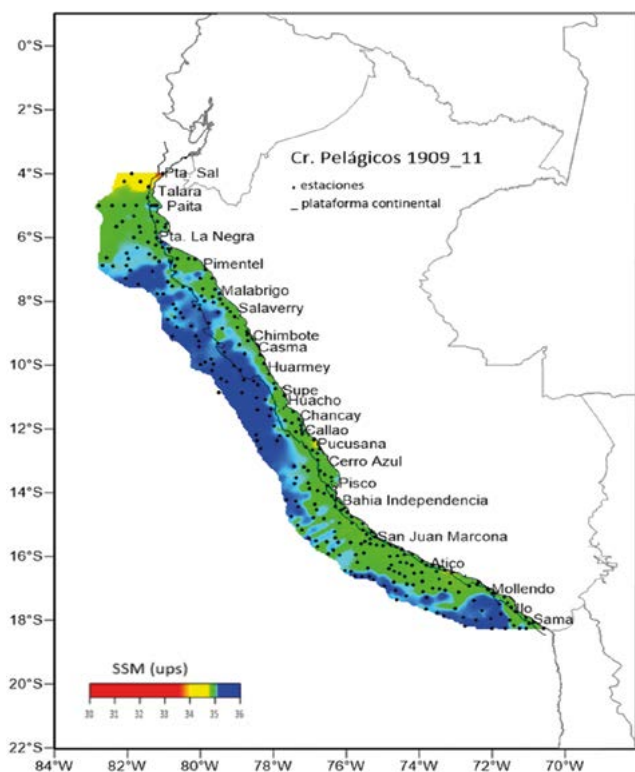 0°S
2°S
Cr. Pelágicos 1909_11
4°S
Pta. Sal
. estaciones
Talara
_ plataforma continental
Paita
6°S
Pta. La Negra
Pimentel
8°S
Malabrigo
Salaverry
Chimbote
Casma
10°S
Huarmey
Supe
Huacho
Chancay
12°S
Callao
Pucusana
Cerro Azul
Pisco
14°S
Bahia Independencia
San Juan Marcona
16°S
Atico
Mollendo
Ilo
18°S
Sama
SSM (ups)
20°S
30 31 32 33 34 35 36
22°S
84°W 82°W 80°W 78°W 76°W 74°W 72°W 70°W